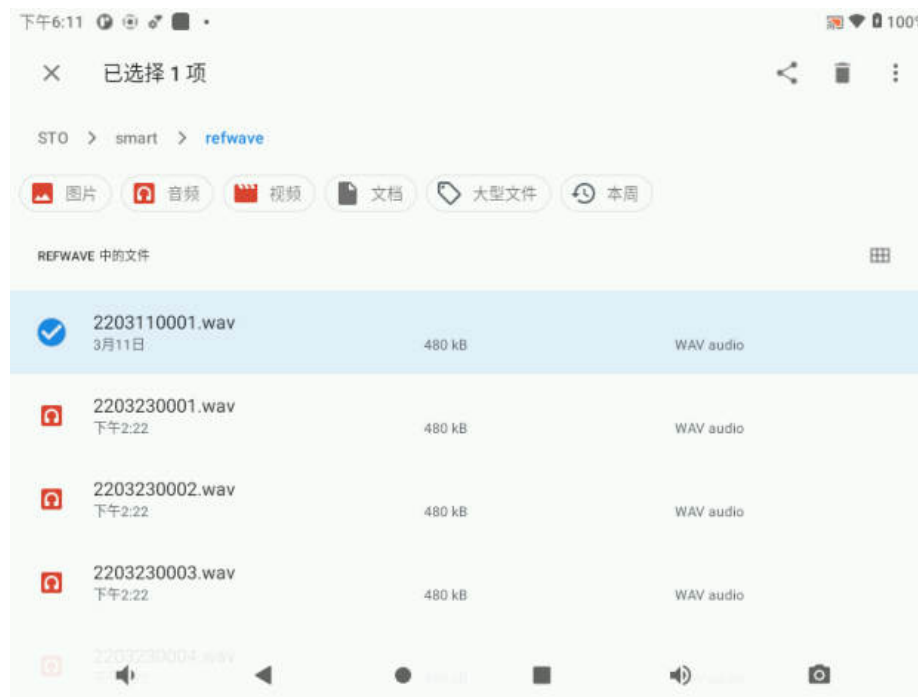 下午6:11 100%
已选择 1 项
STO > smart > refwave
图片 音频 视频 文档 大型文件 本周
REFWAVE 中的文件
2203110001.wav
3月11日 480 kB WAV audio
2203230001.wav
下午2:22 480 kB WAV audio
2203230002.wav
下午2:22 480 kB WAV audio
2203230003.wav
下午2:22 480 kB WAV audio
2203230004.wav